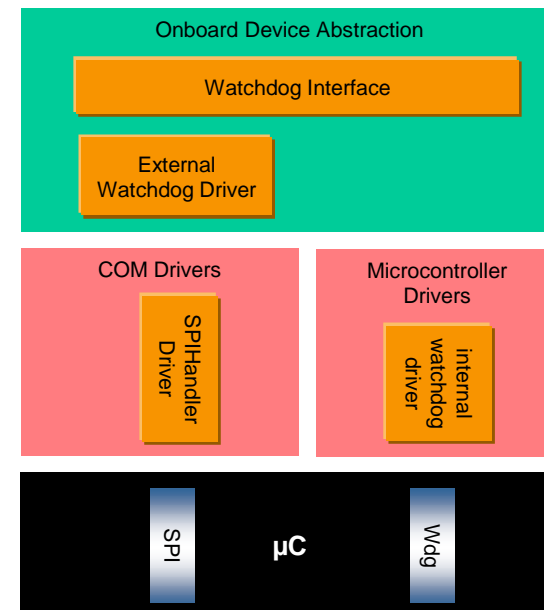 Onboard Device Abstraction
Watchdog Interface
External
Watchdog Driver
COM Drivers
SPIHandler
Driver
Microcontroller
Drivers
internal
watchdog
driver
SPI
µC
Wdg